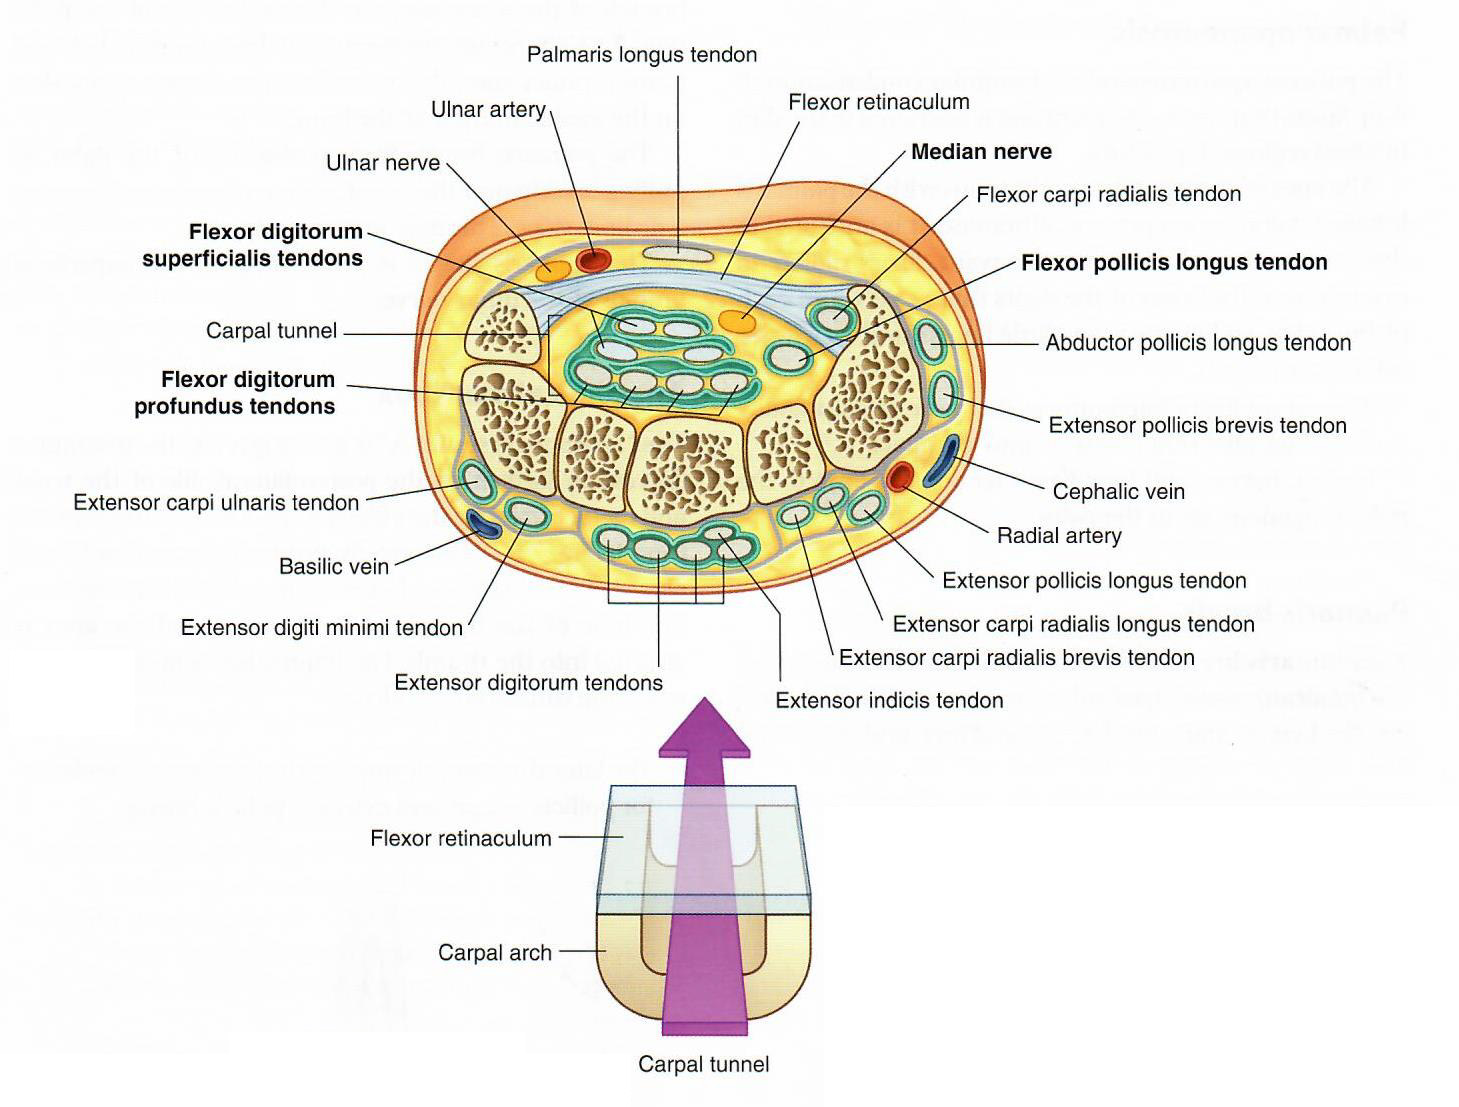 Palmaris longus tendon
Ulnar artery
Flexor retinaculum
Ulnar nerve
Median nerve
Flexor carpi radialis tendon
Flexor digitorum
superficialis tendons
Flexor pollicis longus tendon
Carpal tunnel
Abductor pollicis longus tendon
Flexor digitorum
profundus tendons
Extensor pollicis brevis tendon
Extensor carpi ulnaris tendon
Cephalic vein
Radial artery
Basilic vein
Extensor pollicis longus tendon
Extensor digiti minimi tendon
Extensor carpi radialis longus tendon
Extensor carpi radialis brevis tendon
Extensor digitorum tendons
Extensor indicis tendon
Flexor retinaculum
Carpal arch
Carpal tunnel